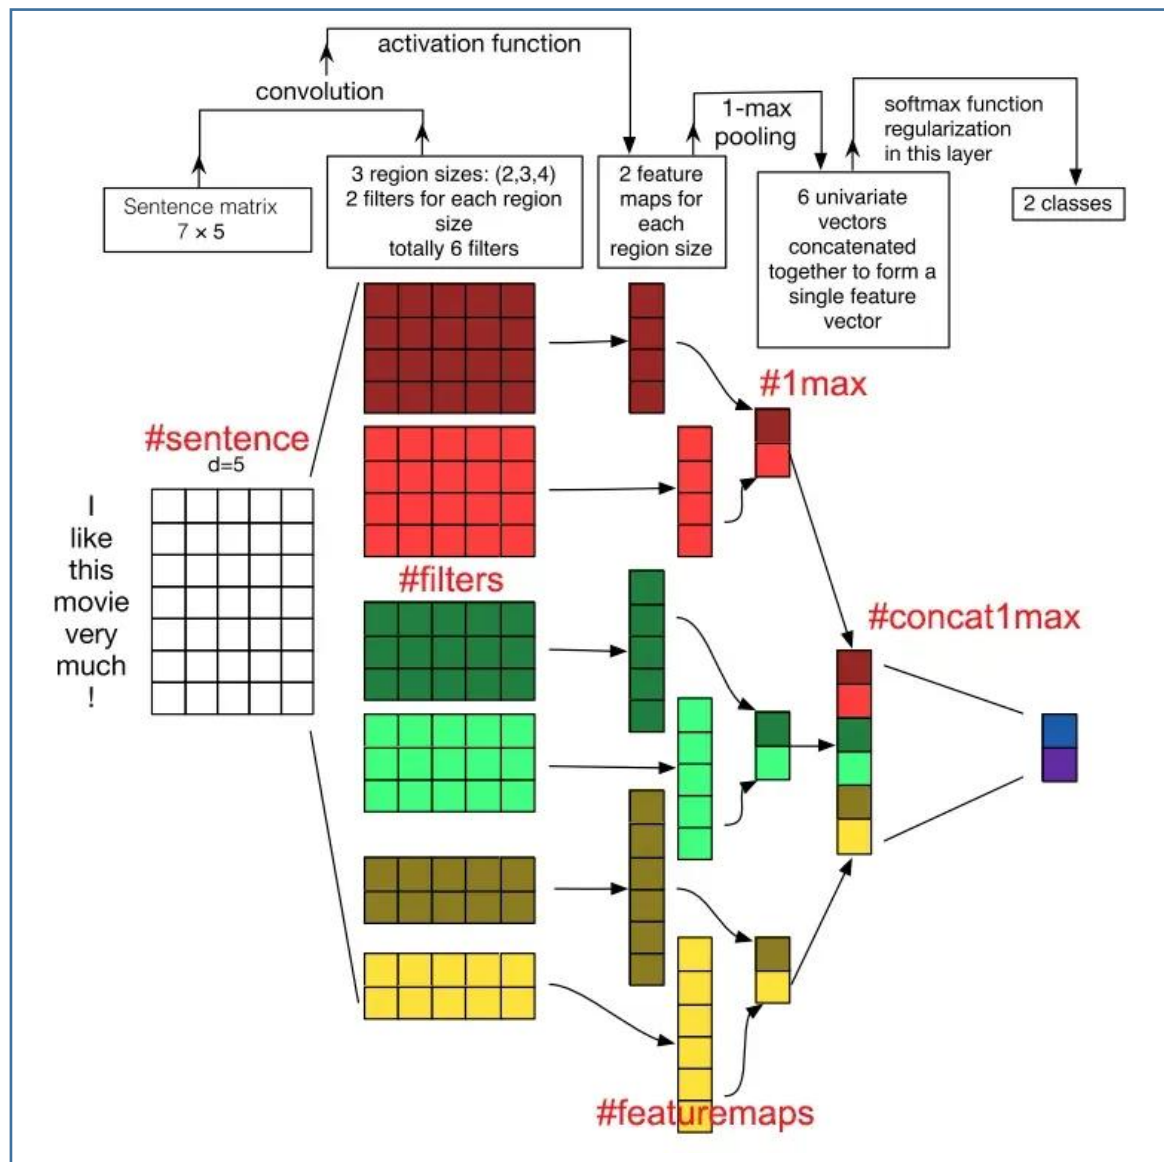 activation function
convolution
1-max
pooling
softmax function
regularization
in this layer
Sentence matrix
7 × 5
3 region sizes: (2,3,4)
2 filters for each region
size
totally 6 filters
2 feature
maps for
each
region size
6 univariate
vectors
concatenated
together to form a
single feature
vector
2 classes
#1max
#sentence
d=5
I
like
this
movie
very
much
!
#filters
#concat1max
#featuremaps